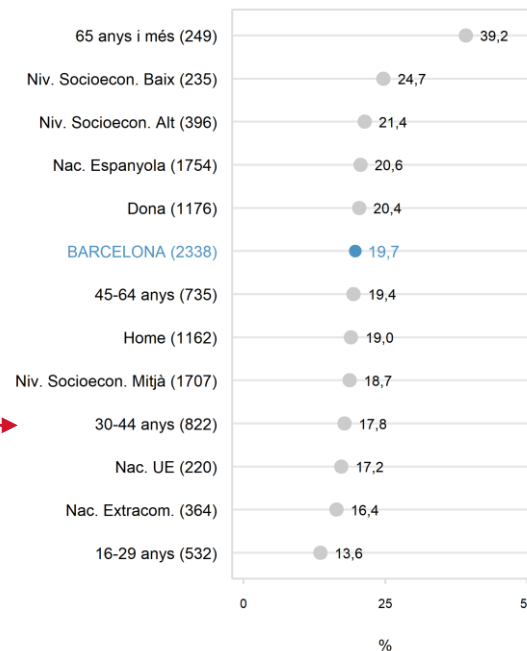 65 anys i més (249) 39,2
Niv. Socioecon. Baix (235) 24,7
Niv. Socioecon. Alt (396) 21,4
Nac. Espanyola (1754) 20,6
Dona (1176) 20,4
BARCELONA (2338) 19,7
45-64 anys (735) 19,4
Home (1162) 19,0
Niv. Socioecon. Mitjà (1707) 18,7
30-44 anys (822) 17,8
Nac. UE (220) 17,2
Nac. Extracom. (364) 16,4
16-29 anys (532) 13,6
0 25
%